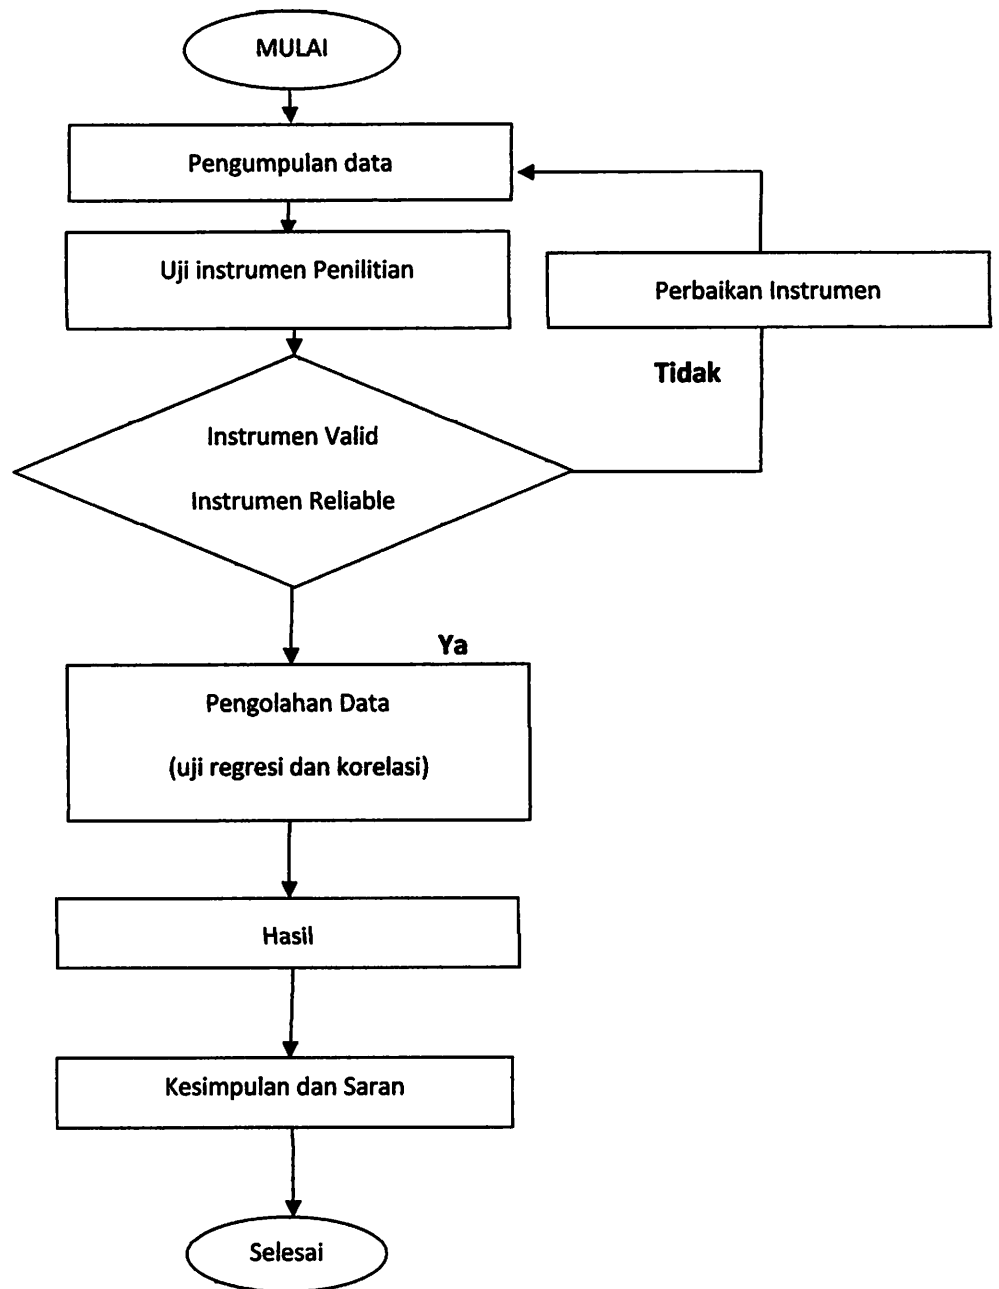 MULAI
Pengumpulan data
Uji instrumen Penilitian
Perbaikan Instrumen
Tidak
Instrumen Valid
Instrumen Reliable
Ya
Pengolahan Data
(uji regresi dan korelasi)
Hasil
Kesimpulan dan Saran
Selesai